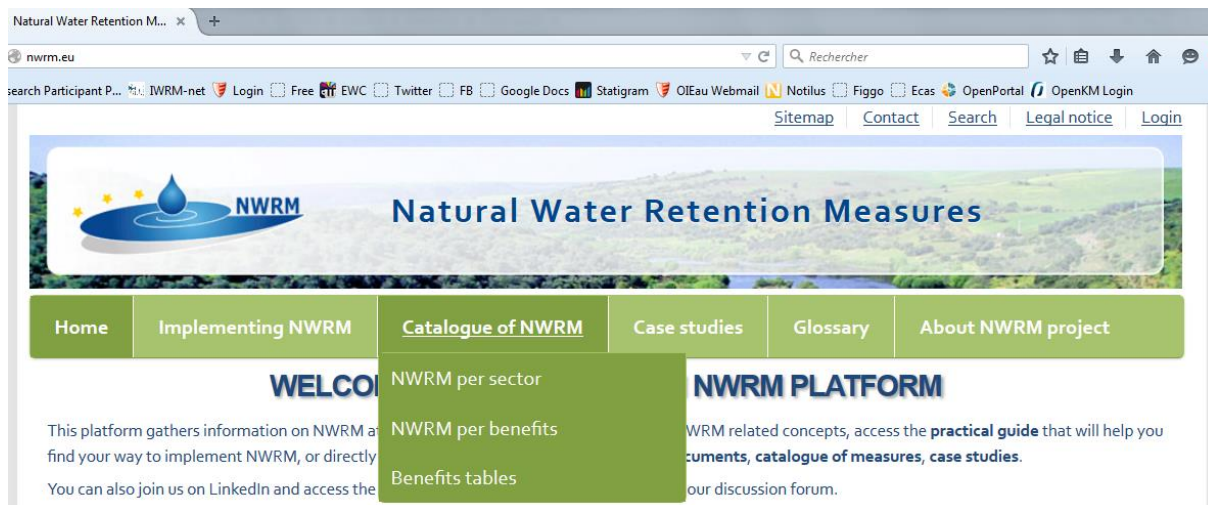 Natural Water Retention M... × +
nwrm.eu Rechercher
search Participant P... IWRM-net Login Free EWC Twitter FB Google Docs Statigram OIEau Webmail Notilus Figgo Ecas OpenPortal OpenKM Login
Sitemap Contact Search Legal notice Login
NWRM Natural Water Retention Measures
Home Implementing NWRM Catalogue of NWRM Case studies Glossary About NWRM project
WELCO NWRM PLATFORM
NWRM per sector
This platform gathers information on NWRM at WRM related concepts, access the practical guide that will help you
NWRM per benefits
find your way to implement NWRM, or directly cuments, catalogue of measures, case studies.
Benefits tables
You can also join us on LinkedIn and access the our discussion forum.